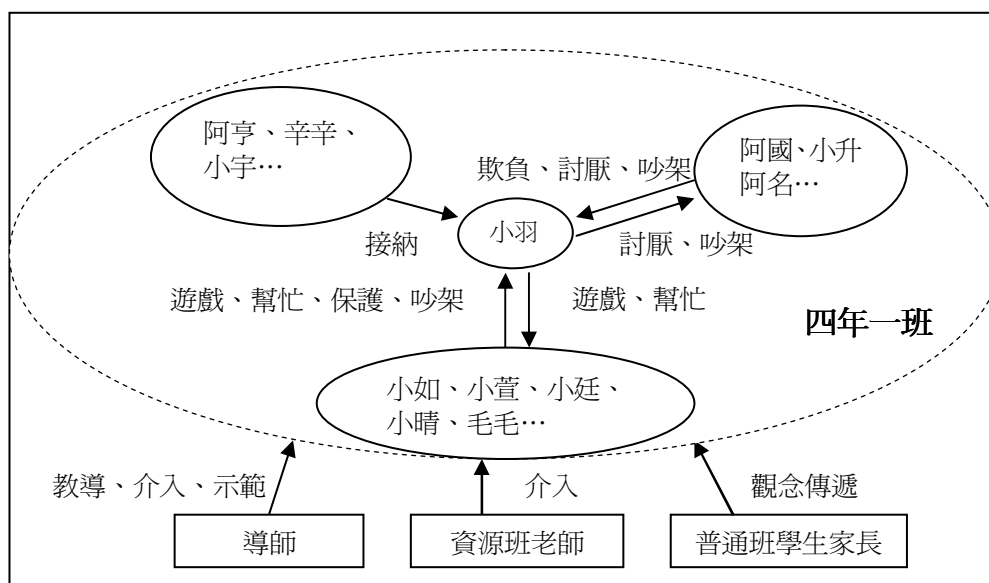 阿亨、辛辛、
小宇…
阿國、小升
阿名…
欺負、討厭、吵架
小羽
接納
討厭、吵架
遊戲、幫忙、保護、吵架
遊戲、幫忙
四年一班
小如、小萱、小廷、
小晴、毛毛…
教導、介入、示範
介入
觀念傳遞
導師
資源班老師
普通班學生家長